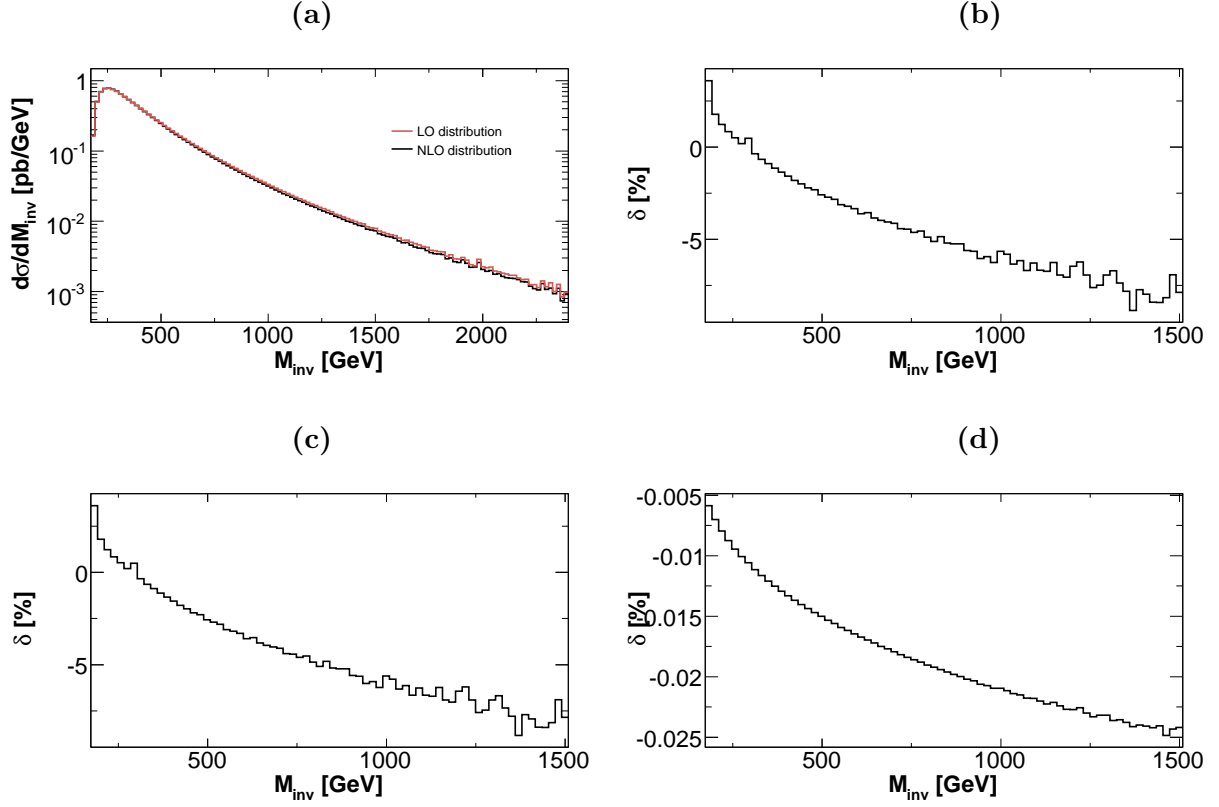 (a)
dσ/dM_inv [pb/GeV]
1
10^-1
10^-2
10^-3
LO distribution
NLO distribution
500 1000 1500 2000
M_inv [GeV]
(b)
δ [%]
0
-5
500 1000 1500
M_inv [GeV]
(c)
δ [%]
0
-5
500 1000 1500
M_inv [GeV]
(d)
δ [%]
-0.005
-0.01
-0.015
-0.02
-0.025
500 1000 1500
M_inv [GeV]